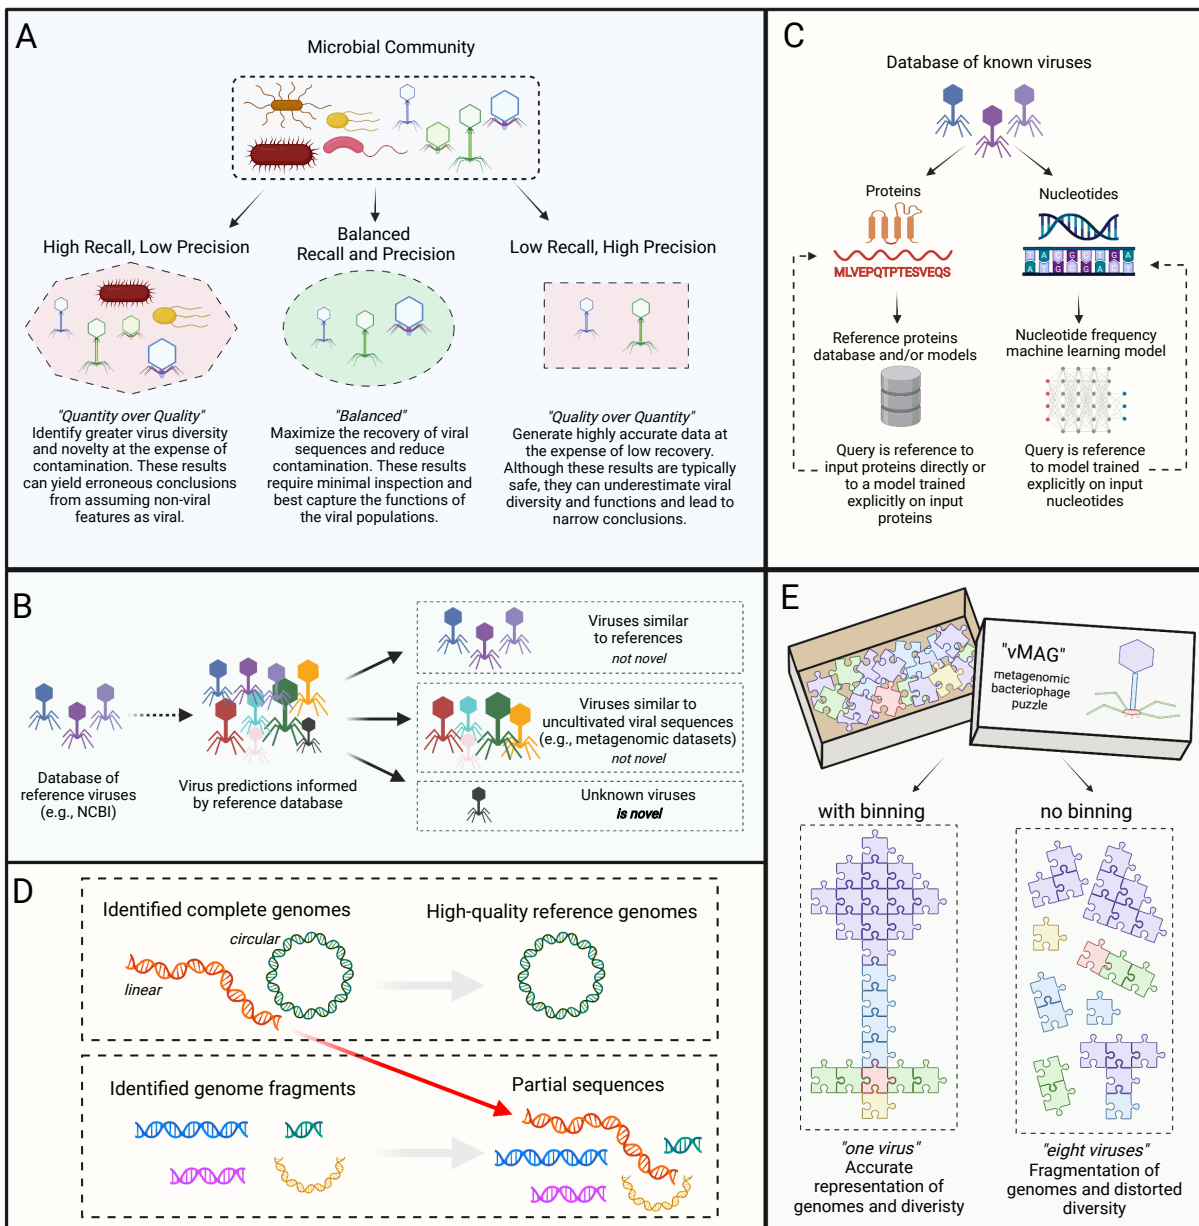 A
Microbial Community
High Recall, Low Precision
Balanced
Recall and Precision
Low Recall, High Precision
"Quantity over Quality"
Identify greater virus diversity
and novelty at the expense of
contamination. These results
can yield erroneous conclusions
from assuming non-viral
features as viral.
"Balanced"
Maximize the recovery of viral
sequences and reduce
contamination. These results
require minimal inspection and
best capture the functions of
the viral populations.
"Quality over Quantity"
Generate highly accurate data at
the expense of low recovery.
Although these results are typically
safe, they can underestimate viral
diversity and functions and lead to
narrow conclusions.
C
Database of known viruses
Proteins
MLVEPQTPTESVEQS
Reference proteins
database and/or models
Query is reference to
input proteins directly or
to a model trained
explicitly on input
proteins
Nucleotides
T A C G C T G A
A T G C G A C T
Nucleotide frequency
machine learning model
Query is reference
to model trained
explicitly on input
nucleotides
B
Database of
reference viruses
(e.g., NCBI)
Virus predictions informed
by reference database
Viruses similar
to references
not novel
Viruses similar to
uncultivated viral sequences
(e.g., metagenomic datasets)
not novel
Unknown viruses
is novel
D
Identified complete genomes
circular
linear
High-quality reference genomes
Identified genome fragments
Partial sequences
E
"vMAG"
metagenomic
bacteriophage
puzzle
with binning
"one virus"
Accurate
representation of
genomes and diveristy
no binning
"eight viruses"
Fragmentation of
genomes and distorted
diversity